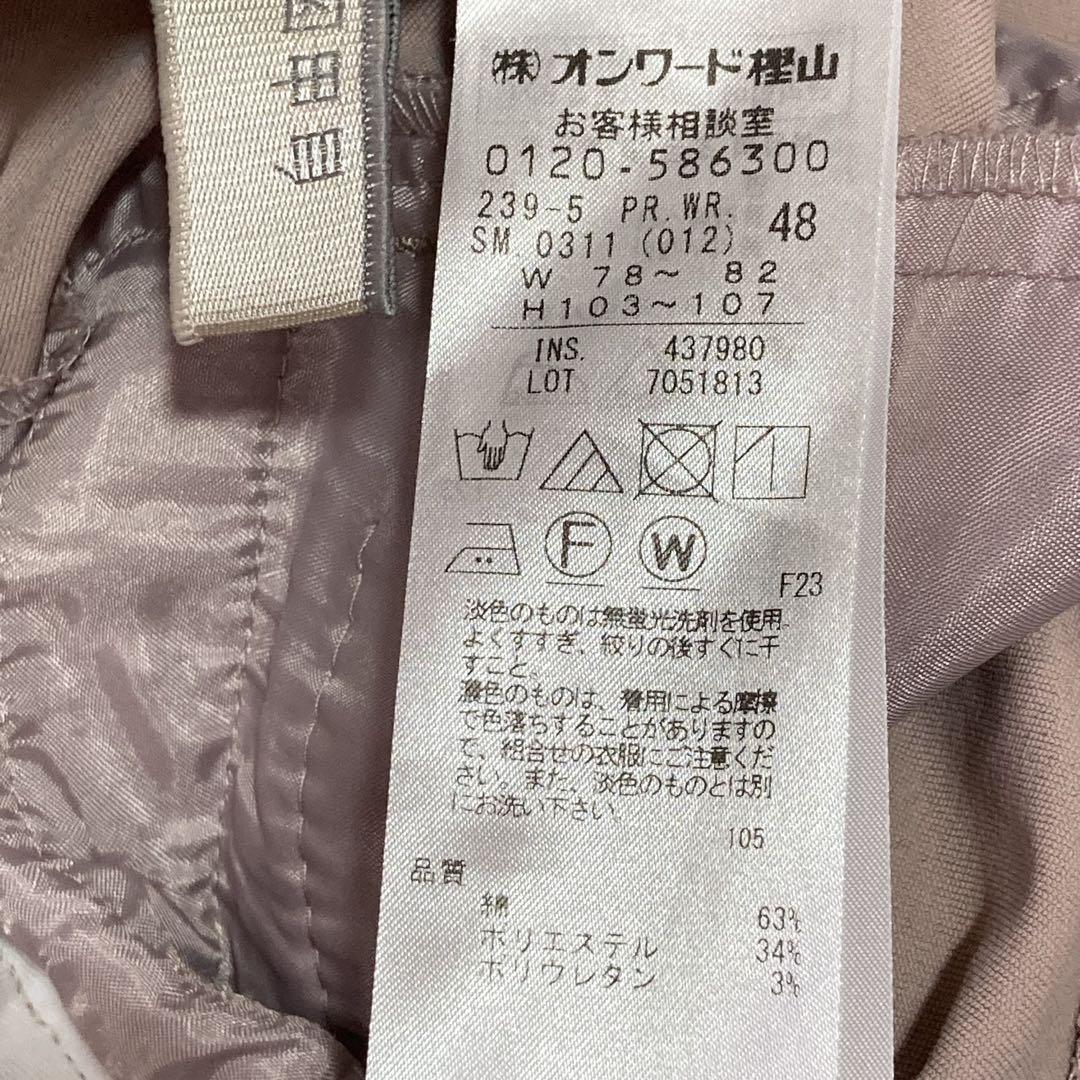 自由区
㈱オンワード樫山
お客様相談室
0120-586300
239-5 PR.WR. 48
SM 0311 (012)
W 78～ 82
H103～107
INS. 437980
LOT 7051813
F W
F23
淡色のものは無蛍光洗剤を使用
よくすすぎ、絞りの後すぐに干
すこと。
濃色のものは、着用による摩擦
で色落ちすることがありますの
で、組合せの衣服にご注意くだ
さい。また、淡色のものとは別
にお洗い下さい。
105
品質
綿 63%
ポリエステル 34%
ポリウレタン 3%